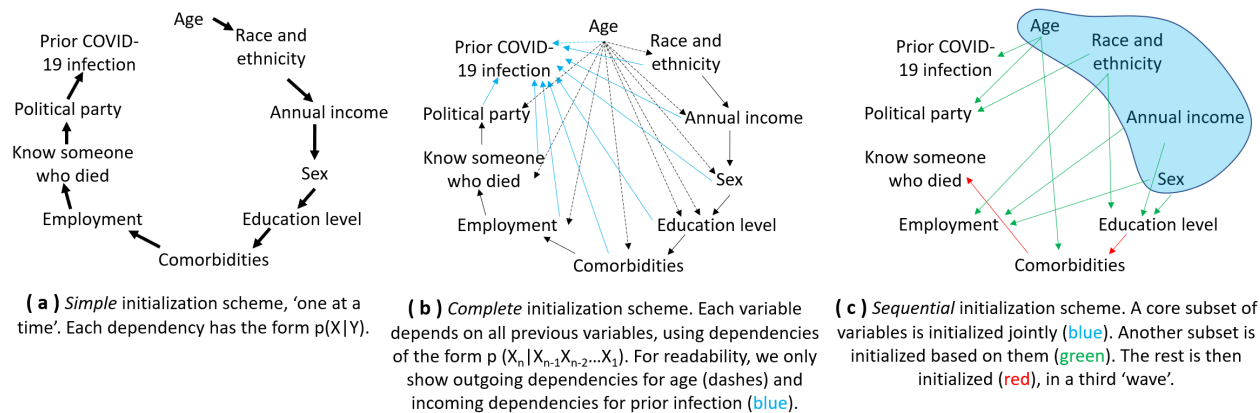 Age
Race and
ethnicity
Annual income
Sex
Education level
Comorbidities
Employment
Know someone
who died
Political party
Prior COVID-
19 infection
( a ) Simple initialization scheme, ‘one at a
time’. Each dependency has the form p(X|Y).
Age
Race and
ethnicity
Annual income
Sex
Education level
Comorbidities
Employment
Know someone
who died
Political party
Prior COVID-
19 infection
( b ) Complete initialization scheme. Each variable
depends on all previous variables, using dependencies
of the form p (Xn|Xn-1Xn-2...X1). For readability, we only
show outgoing dependencies for age (dashes) and
incoming dependencies for prior infection (blue).
Age
Race and
ethnicity
Annual income
Sex
Education level
Comorbidities
Employment
Know someone
who died
Political party
Prior COVID-
19 infection
( c ) Sequential initialization scheme. A core subset of
variables is initialized jointly (blue). Another subset is
initialized based on them (green). The rest is then
initialized (red), in a third ‘wave’.